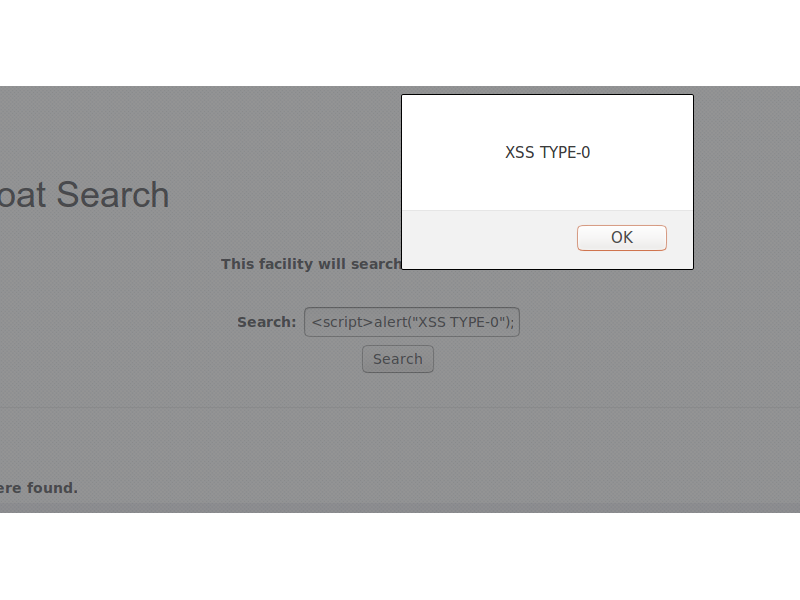 XSS TYPE-0
OK
oat Search
This facility will search
Search: <script>alert("XSS TYPE-0");
Search
ere found.